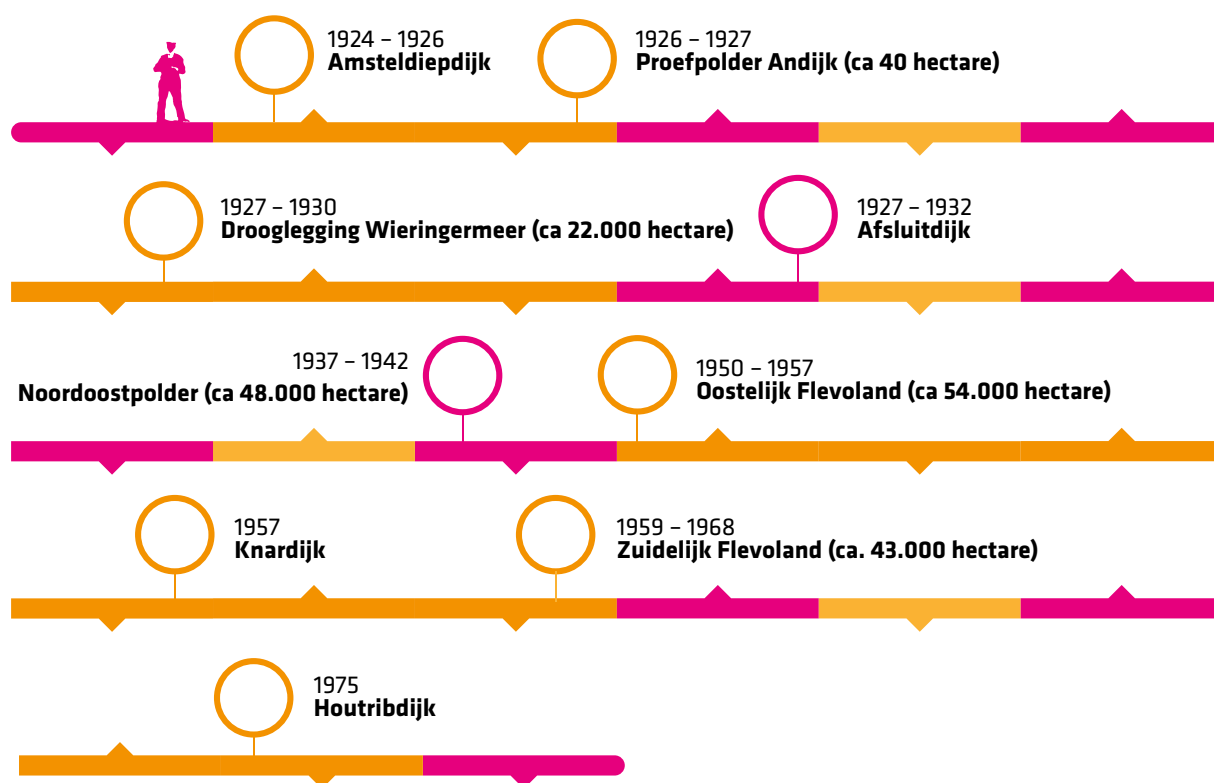 1924 – 1926
Amsteldiepdijk
1926 – 1927
Proefpolder Andijk (ca 40 hectare)
1927 – 1930
Drooglegging Wieringermeer (ca 22.000 hectare)
1927 – 1932
Afsluitdijk
1937 – 1942
Noordoostpolder (ca 48.000 hectare)
1950 – 1957
Oostelijk Flevoland (ca 54.000 hectare)
1957
Knardijk
1959 – 1968
Zuidelijk Flevoland (ca. 43.000 hectare)
1975
Houtribdijk